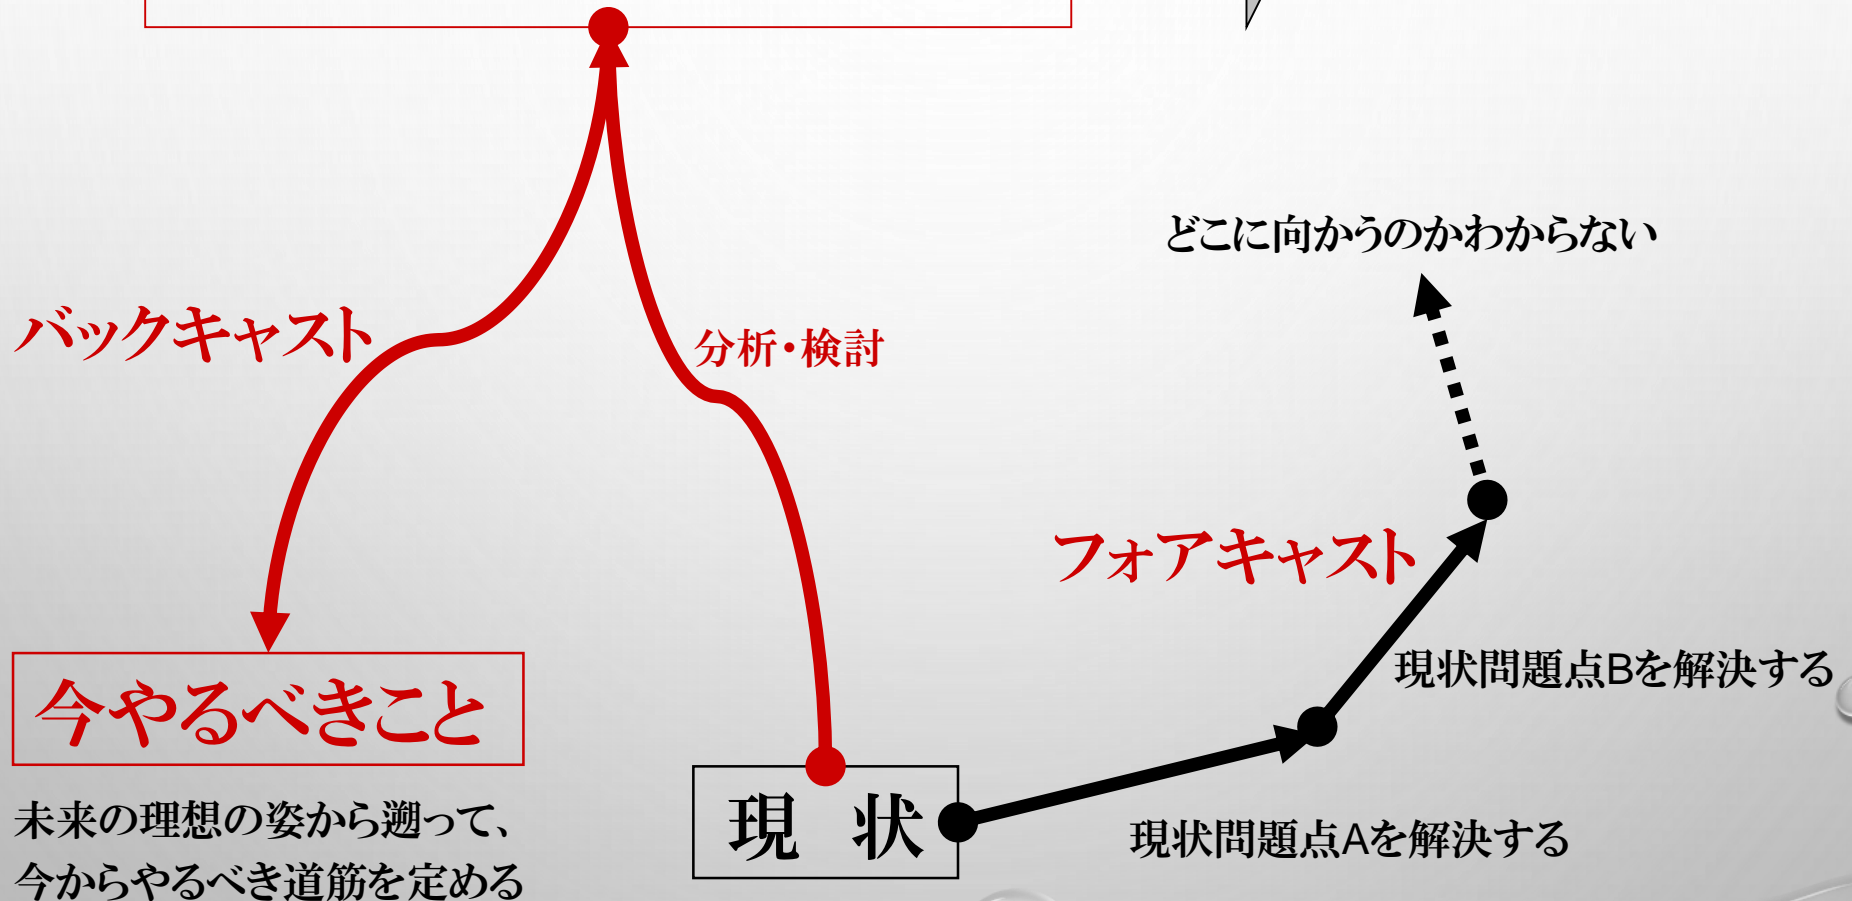 どこに向かうのかわからない
バックキャスト
分析・検討
フォアキャスト
現状問題点Bを解決する
今やるべきこと
現 状
現状問題点Aを解決する
未来の理想の姿から遡って、
今からやるべき道筋を定める